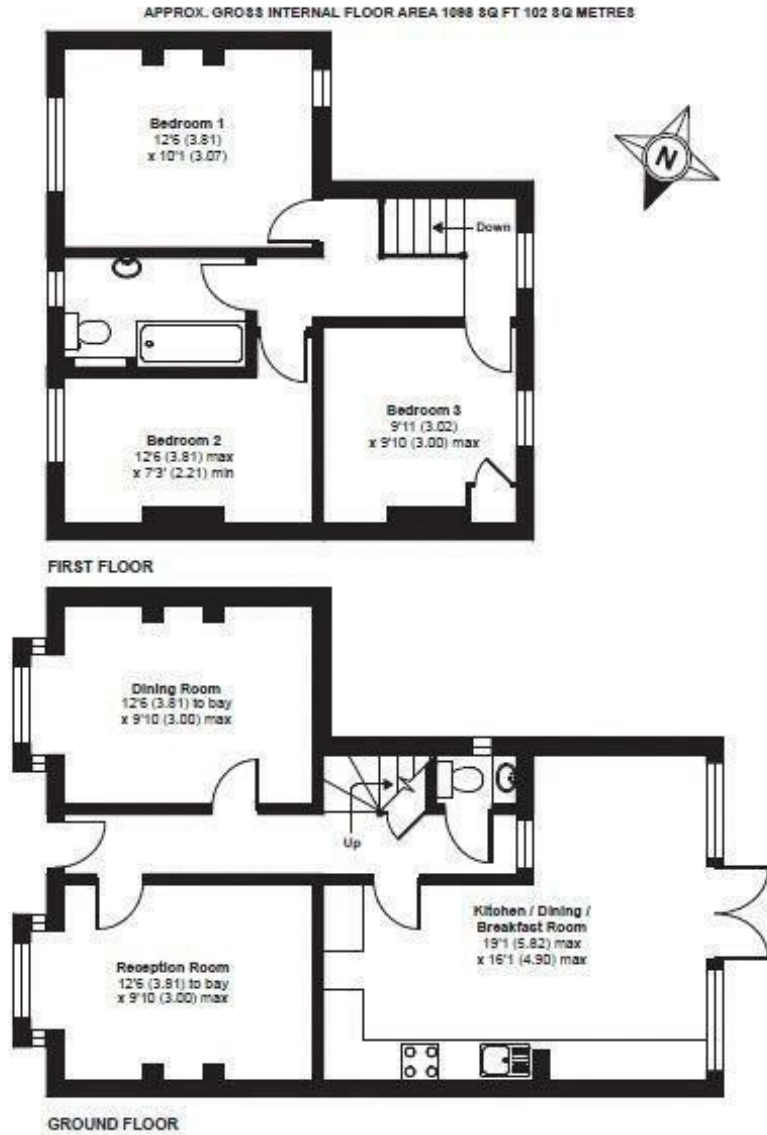 APPROX. GROSS INTERNAL FLOOR AREA 1098 SQ FT 102 SQ METRES
N
Bedroom 1
12'6 (3.81)
x 10'1 (3.07)
Down
Bedroom 3
9'11 (3.02)
x 9'10 (3.00) max
Bedroom 2
12'6 (3.81) max
x 7'3' (2.21) min
FIRST FLOOR
Dining Room
12'6 (3.81) to bay
x 9'10 (3.00) max
Up
Kitchen / Dining /
Breakfast Room
19'1 (5.82) max
x 16'1 (4.90) max
Reception Room
12'6 (3.81) to bay
x 9'10 (3.00) max
GROUND FLOOR